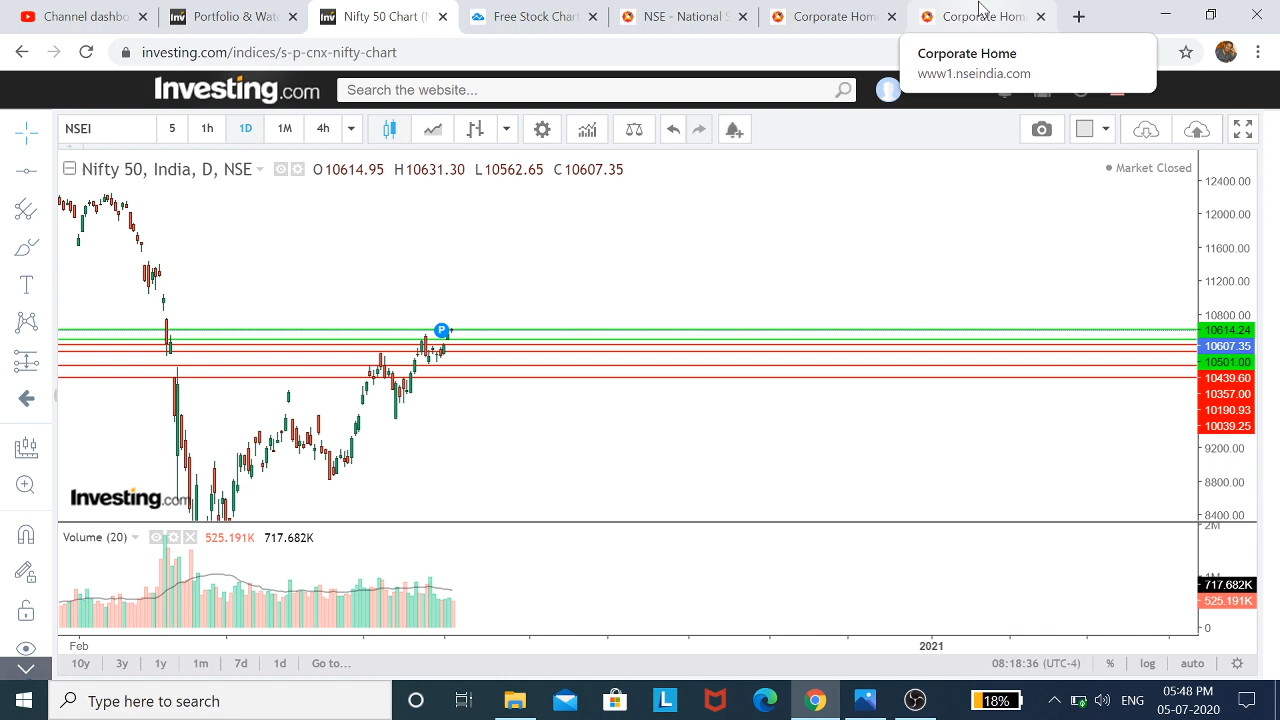 Channel dashbo
Portfolio & Wat
Nifty 50 Chart (N
Free Stock Chart
NSE - National S
Corporate Home
Corporate Home
investing.com/indices/s-p-cnx-nifty-chart
Corporate Home
www1.nseindia.com
Investing.com
Search the website...
NSEI
5
1h
1D
1M
4h
Nifty 50, India, D, NSE
O10614.95 H10631.30 L10562.65 C10607.35
Market Closed
12400.00
12000.00
11600.00
11200.00
10800.00
P
10614.24
10607.35
10501.00
10439.60
10357.00
10190.93
10039.25
9200.00
8800.00
8400.00
Investing.com
Volume (20)
525.191K
717.682K
2M
1M
717.682K
525.191K
0
Feb
2021
10y
3y
1y
1m
7d
1d
Go to...
08:18:36 (UTC-4)
%
log
auto
Type here to search
L
18%
ENG
05:48 PM
05-07-2020